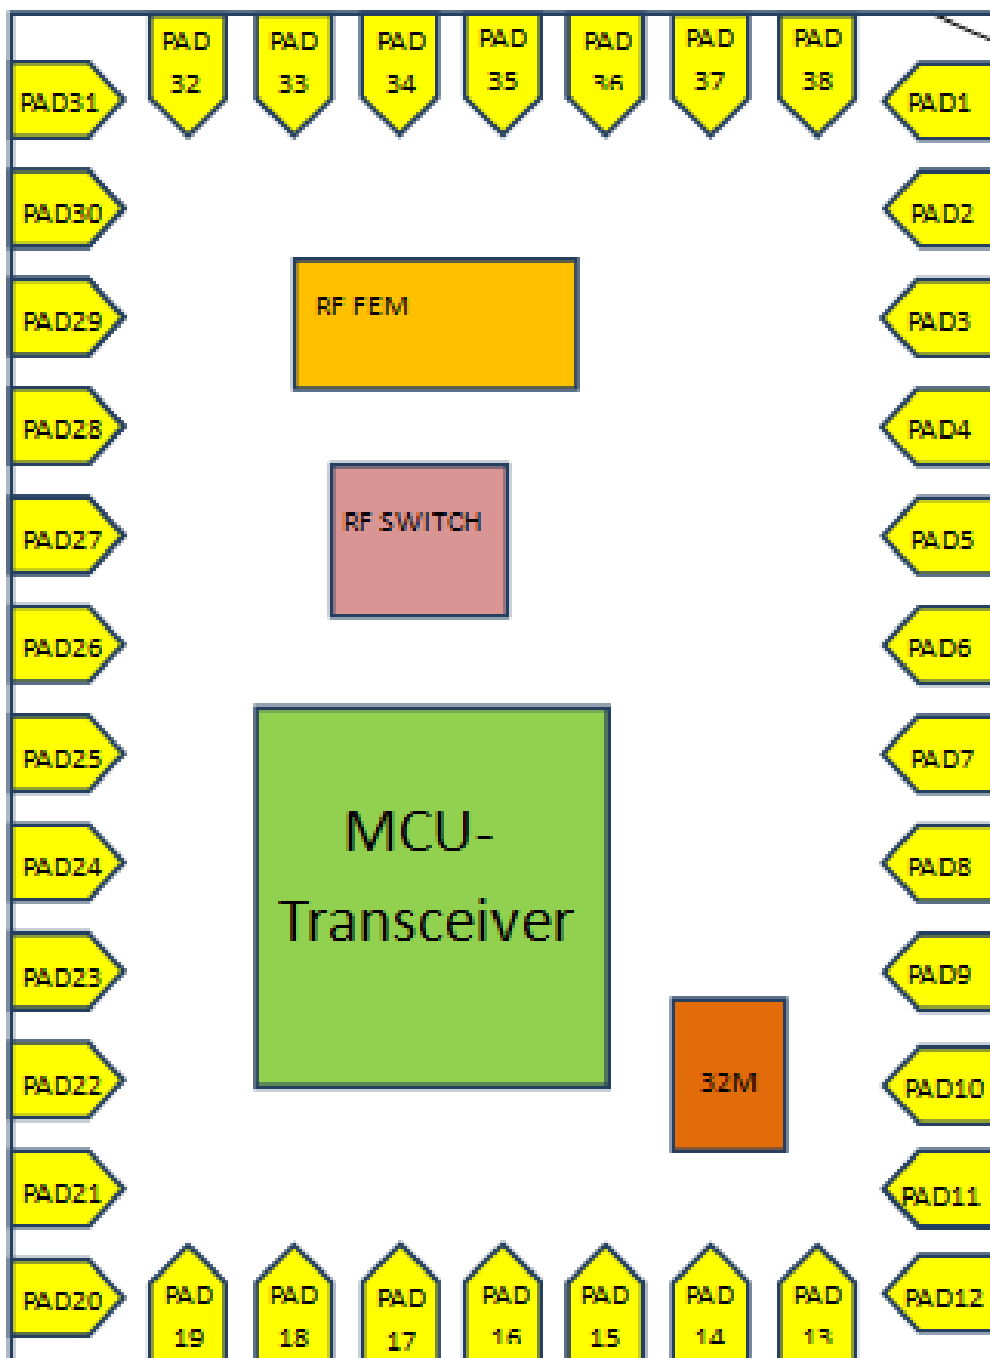 PAD
32
PAD
33
PAD
34
PAD
35
PAD
36
PAD
37
PAD
38
PAD31
PAD1
PAD30
PAD2
PAD29
PAD3
RF FEM
PAD28
PAD4
PAD27
RF SWITCH
PAD5
PAD26
PAD6
PAD25
PAD7
MCU-
Transceiver
PAD24
PAD8
PAD23
PAD9
PAD22
32M
PAD10
PAD21
PAD11
PAD20
PAD12
PAD
19
PAD
18
PAD
17
PAD
16
PAD
15
PAD
14
PAD
13